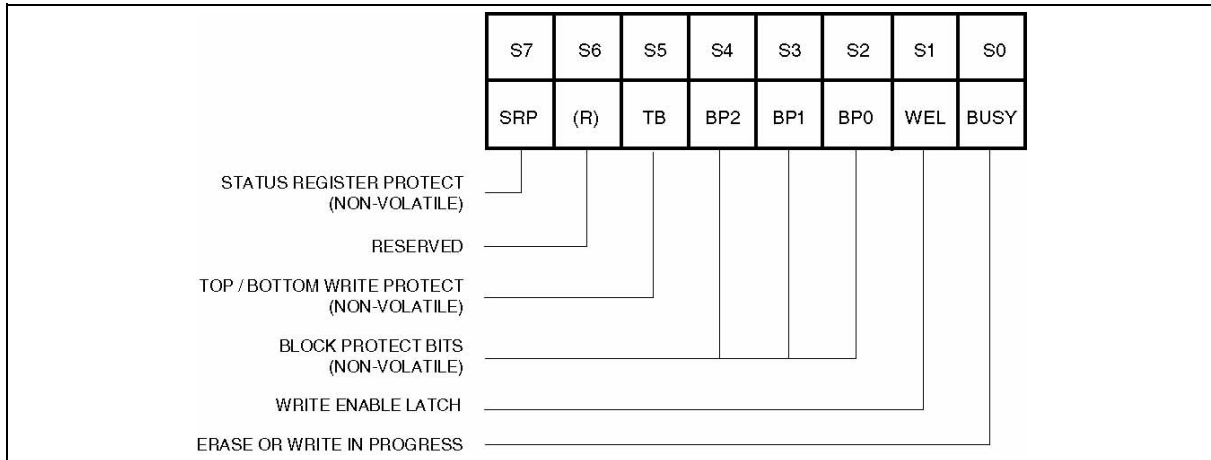 S7 S6 S5 S4 S3 S2 S1 S0
SRP (R) TB BP2 BP1 BP0 WEL BUSY
STATUS REGISTER PROTECT
(NON-VOLATILE)
RESERVED
TOP / BOTTOM WRITE PROTECT
(NON-VOLATILE)
BLOCK PROTECT BITS
(NON-VOLATILE)
WRITE ENABLE LATCH
ERASE OR WRITE IN PROGRESS